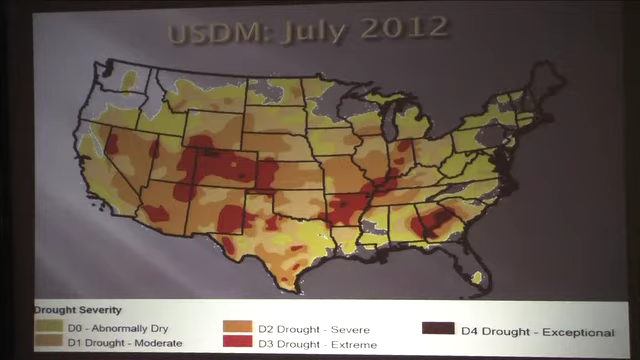 USDM: July 2012
Drought Severity
D0 - Abnormally Dry
D1 Drought - Moderate
D2 Drought - Severe
D3 Drought - Extreme
D4 Drought - Exceptional